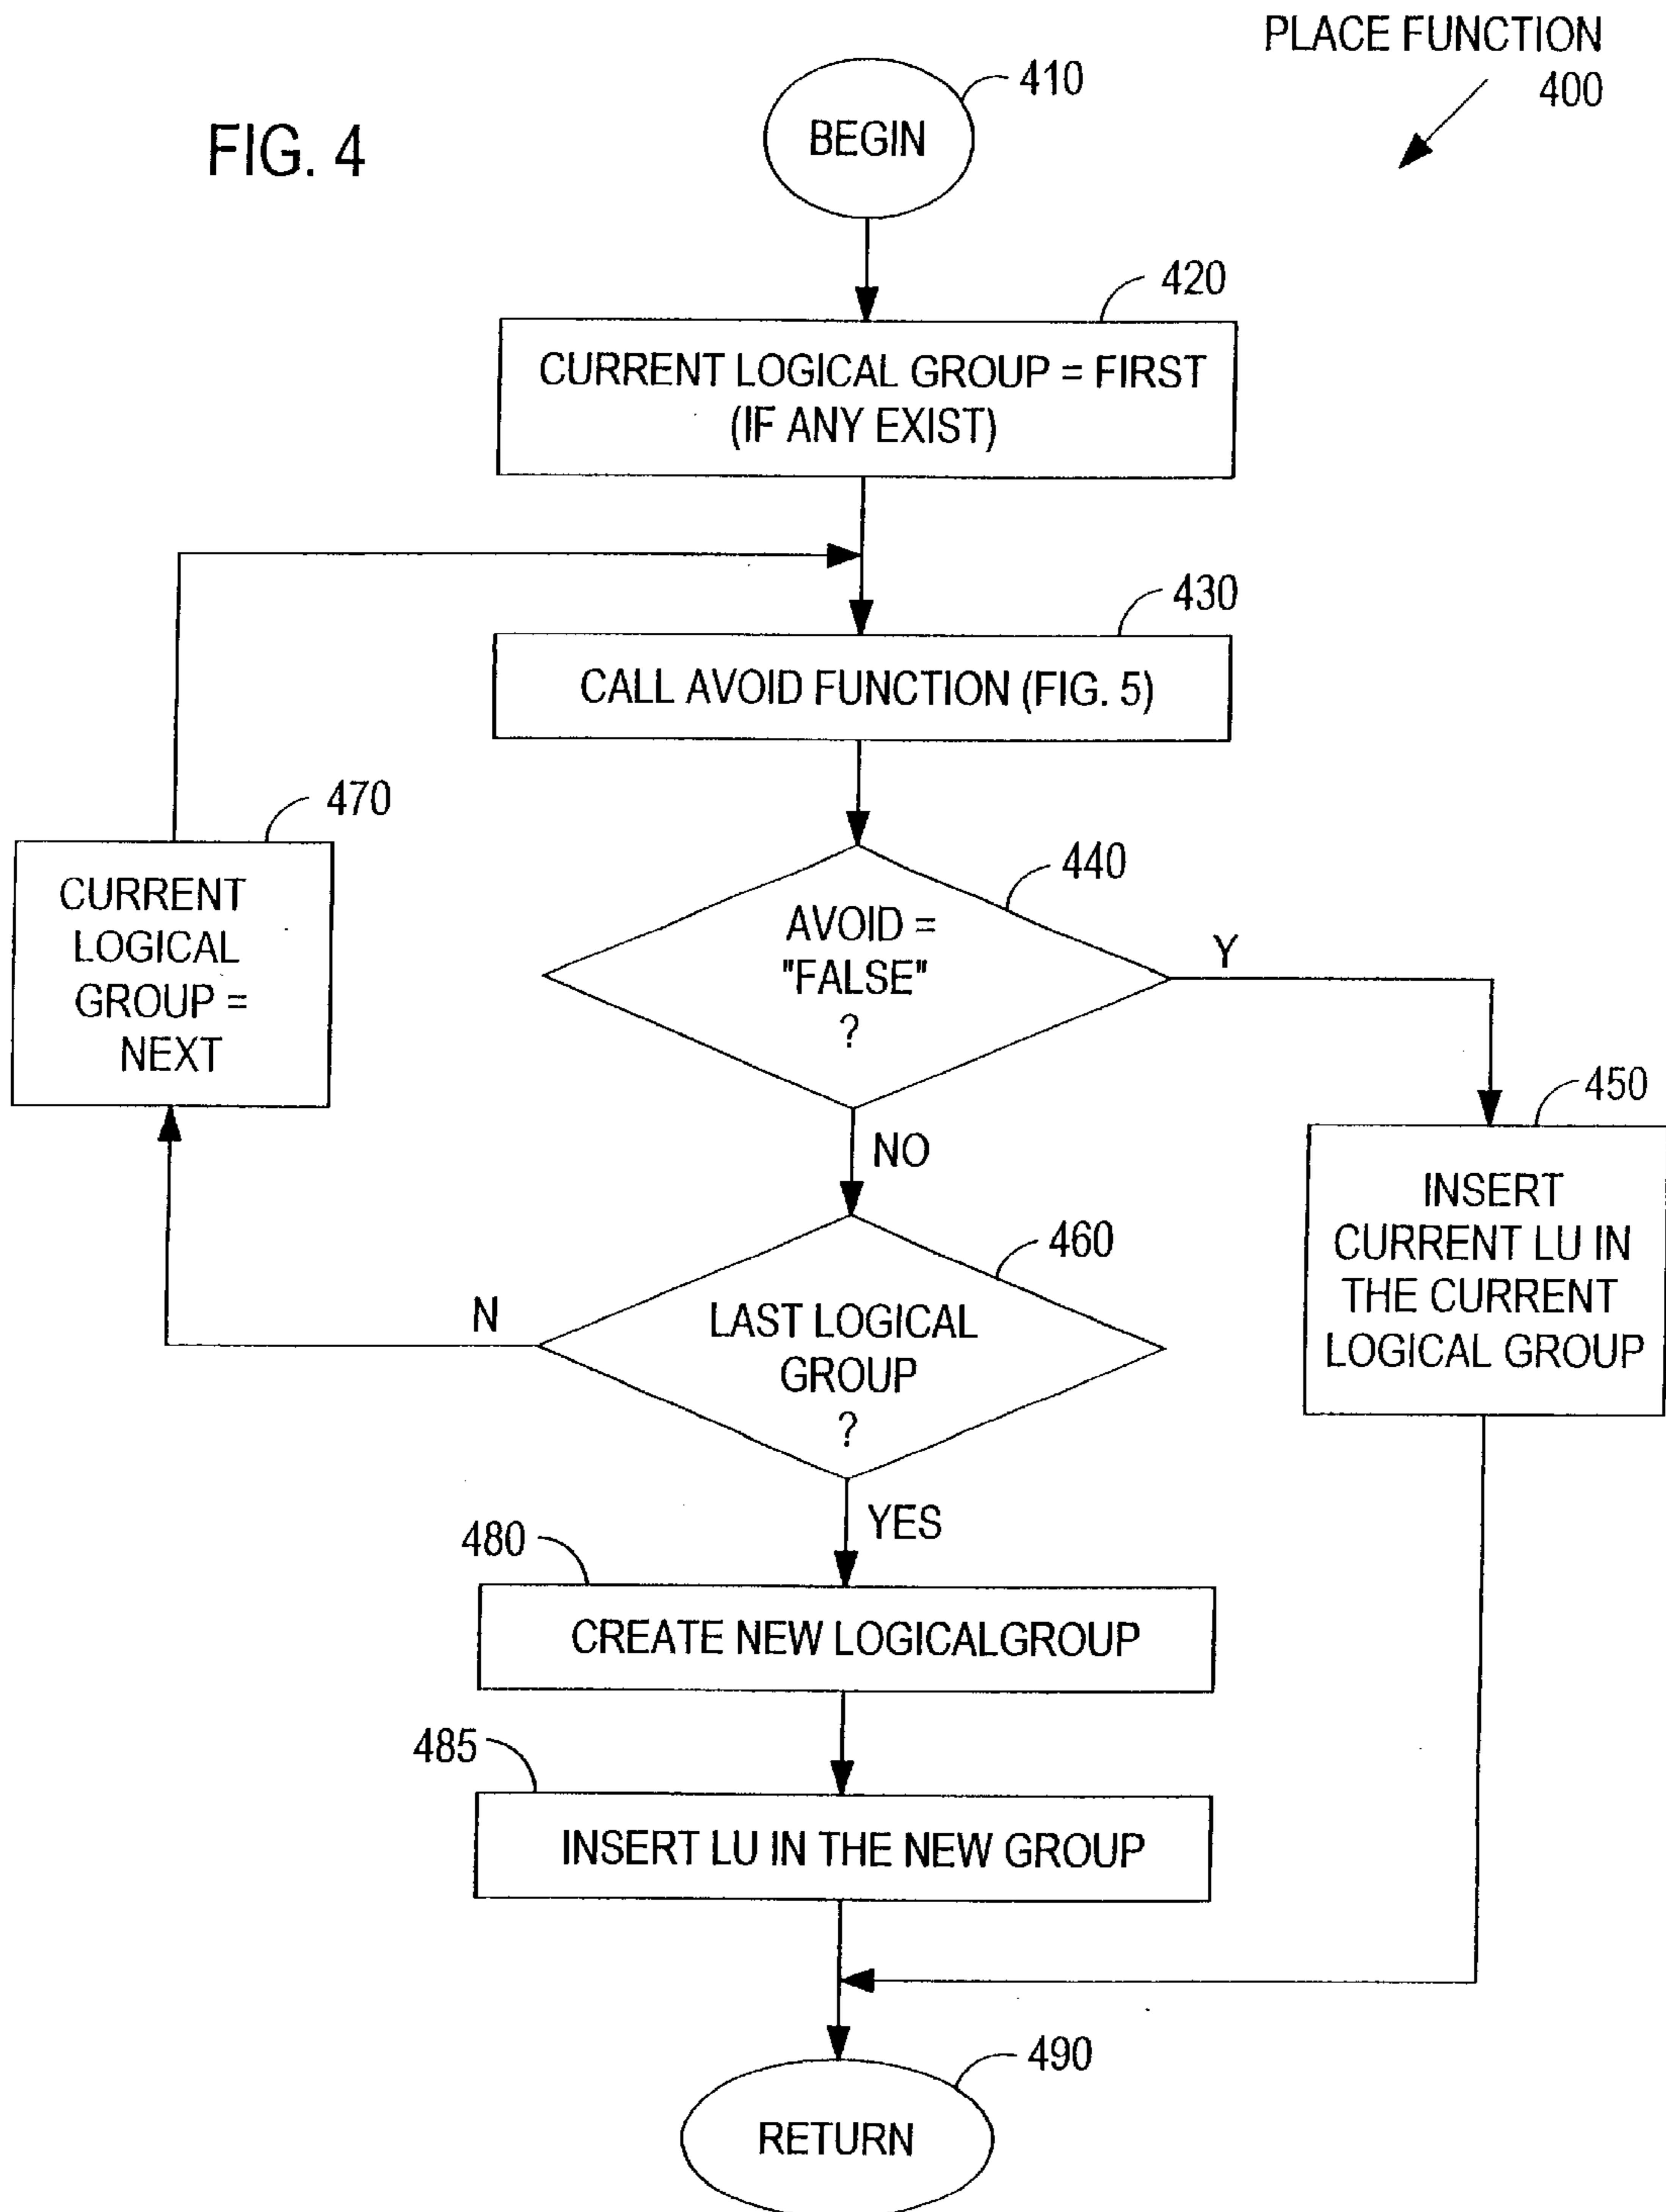 PLACE FUNCTION
400
FIG. 4
410
BEGIN
420
CURRENT LOGICAL GROUP = FIRST
(IF ANY EXIST)
430
CALL AVOID FUNCTION (FIG. 5)
470
CURRENT
LOGICAL
GROUP =
NEXT
440
AVOID =
"FALSE"
?
Y
NO
450
INSERT
CURRENT LU IN
THE CURRENT
LOGICAL GROUP
460
LAST LOGICAL
GROUP
?
N
YES
480
CREATE NEW LOGICALGROUP
485
INSERT LU IN THE NEW GROUP
490
RETURN